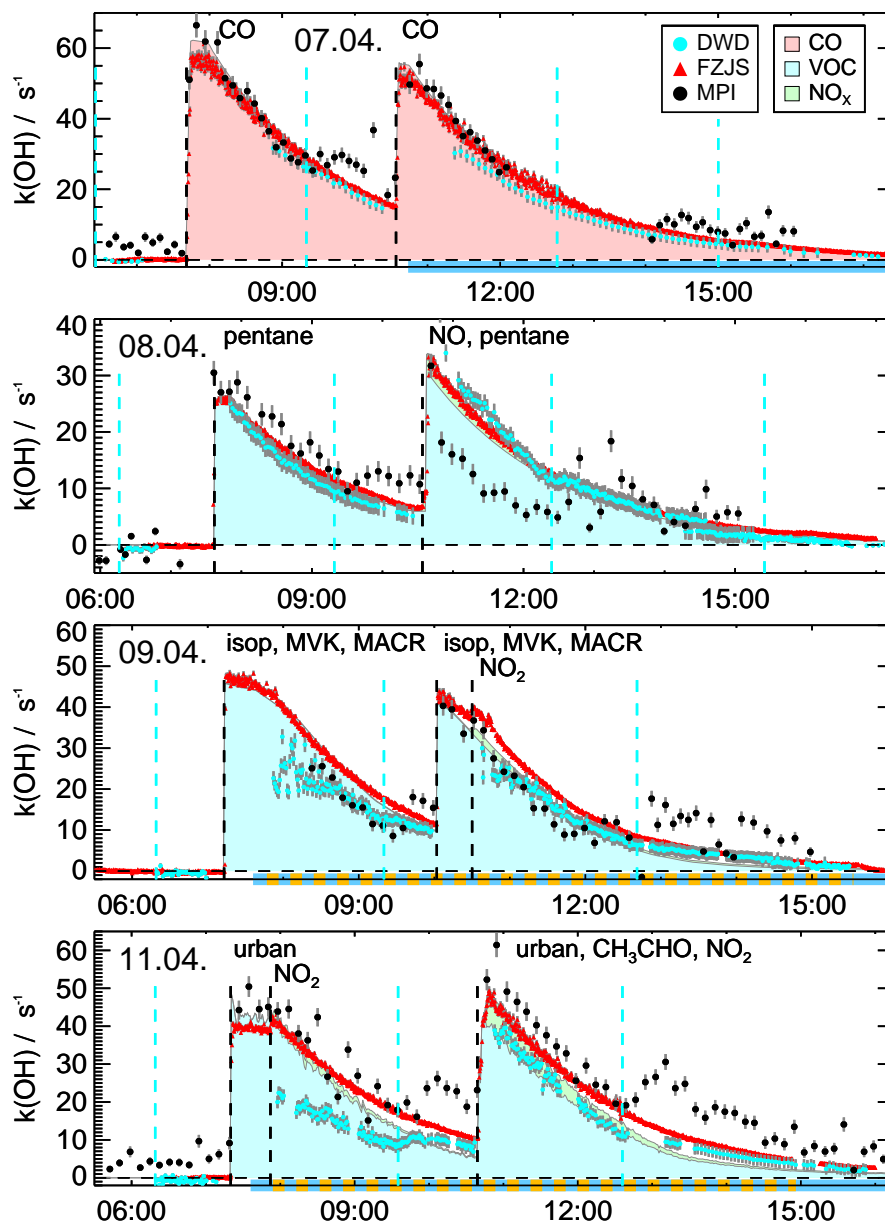 CO
07.04.
CO
DWD
FZJS
MPI
CO
VOC
NOX
k(OH) / s⁻¹
60
40
20
0
09:00
12:00
15:00
08.04.
pentane
NO, pentane
k(OH) / s⁻¹
40
30
20
10
0
06:00
09:00
12:00
15:00
09.04.
isop, MVK, MACR
isop, MVK, MACR
NO₂
k(OH) / s⁻¹
60
50
40
30
20
10
0
06:00
09:00
12:00
15:00
11.04.
urban
NO₂
urban, CH₃CHO, NO₂
k(OH) / s⁻¹
60
50
40
30
20
10
0
06:00
09:00
12:00
15:00